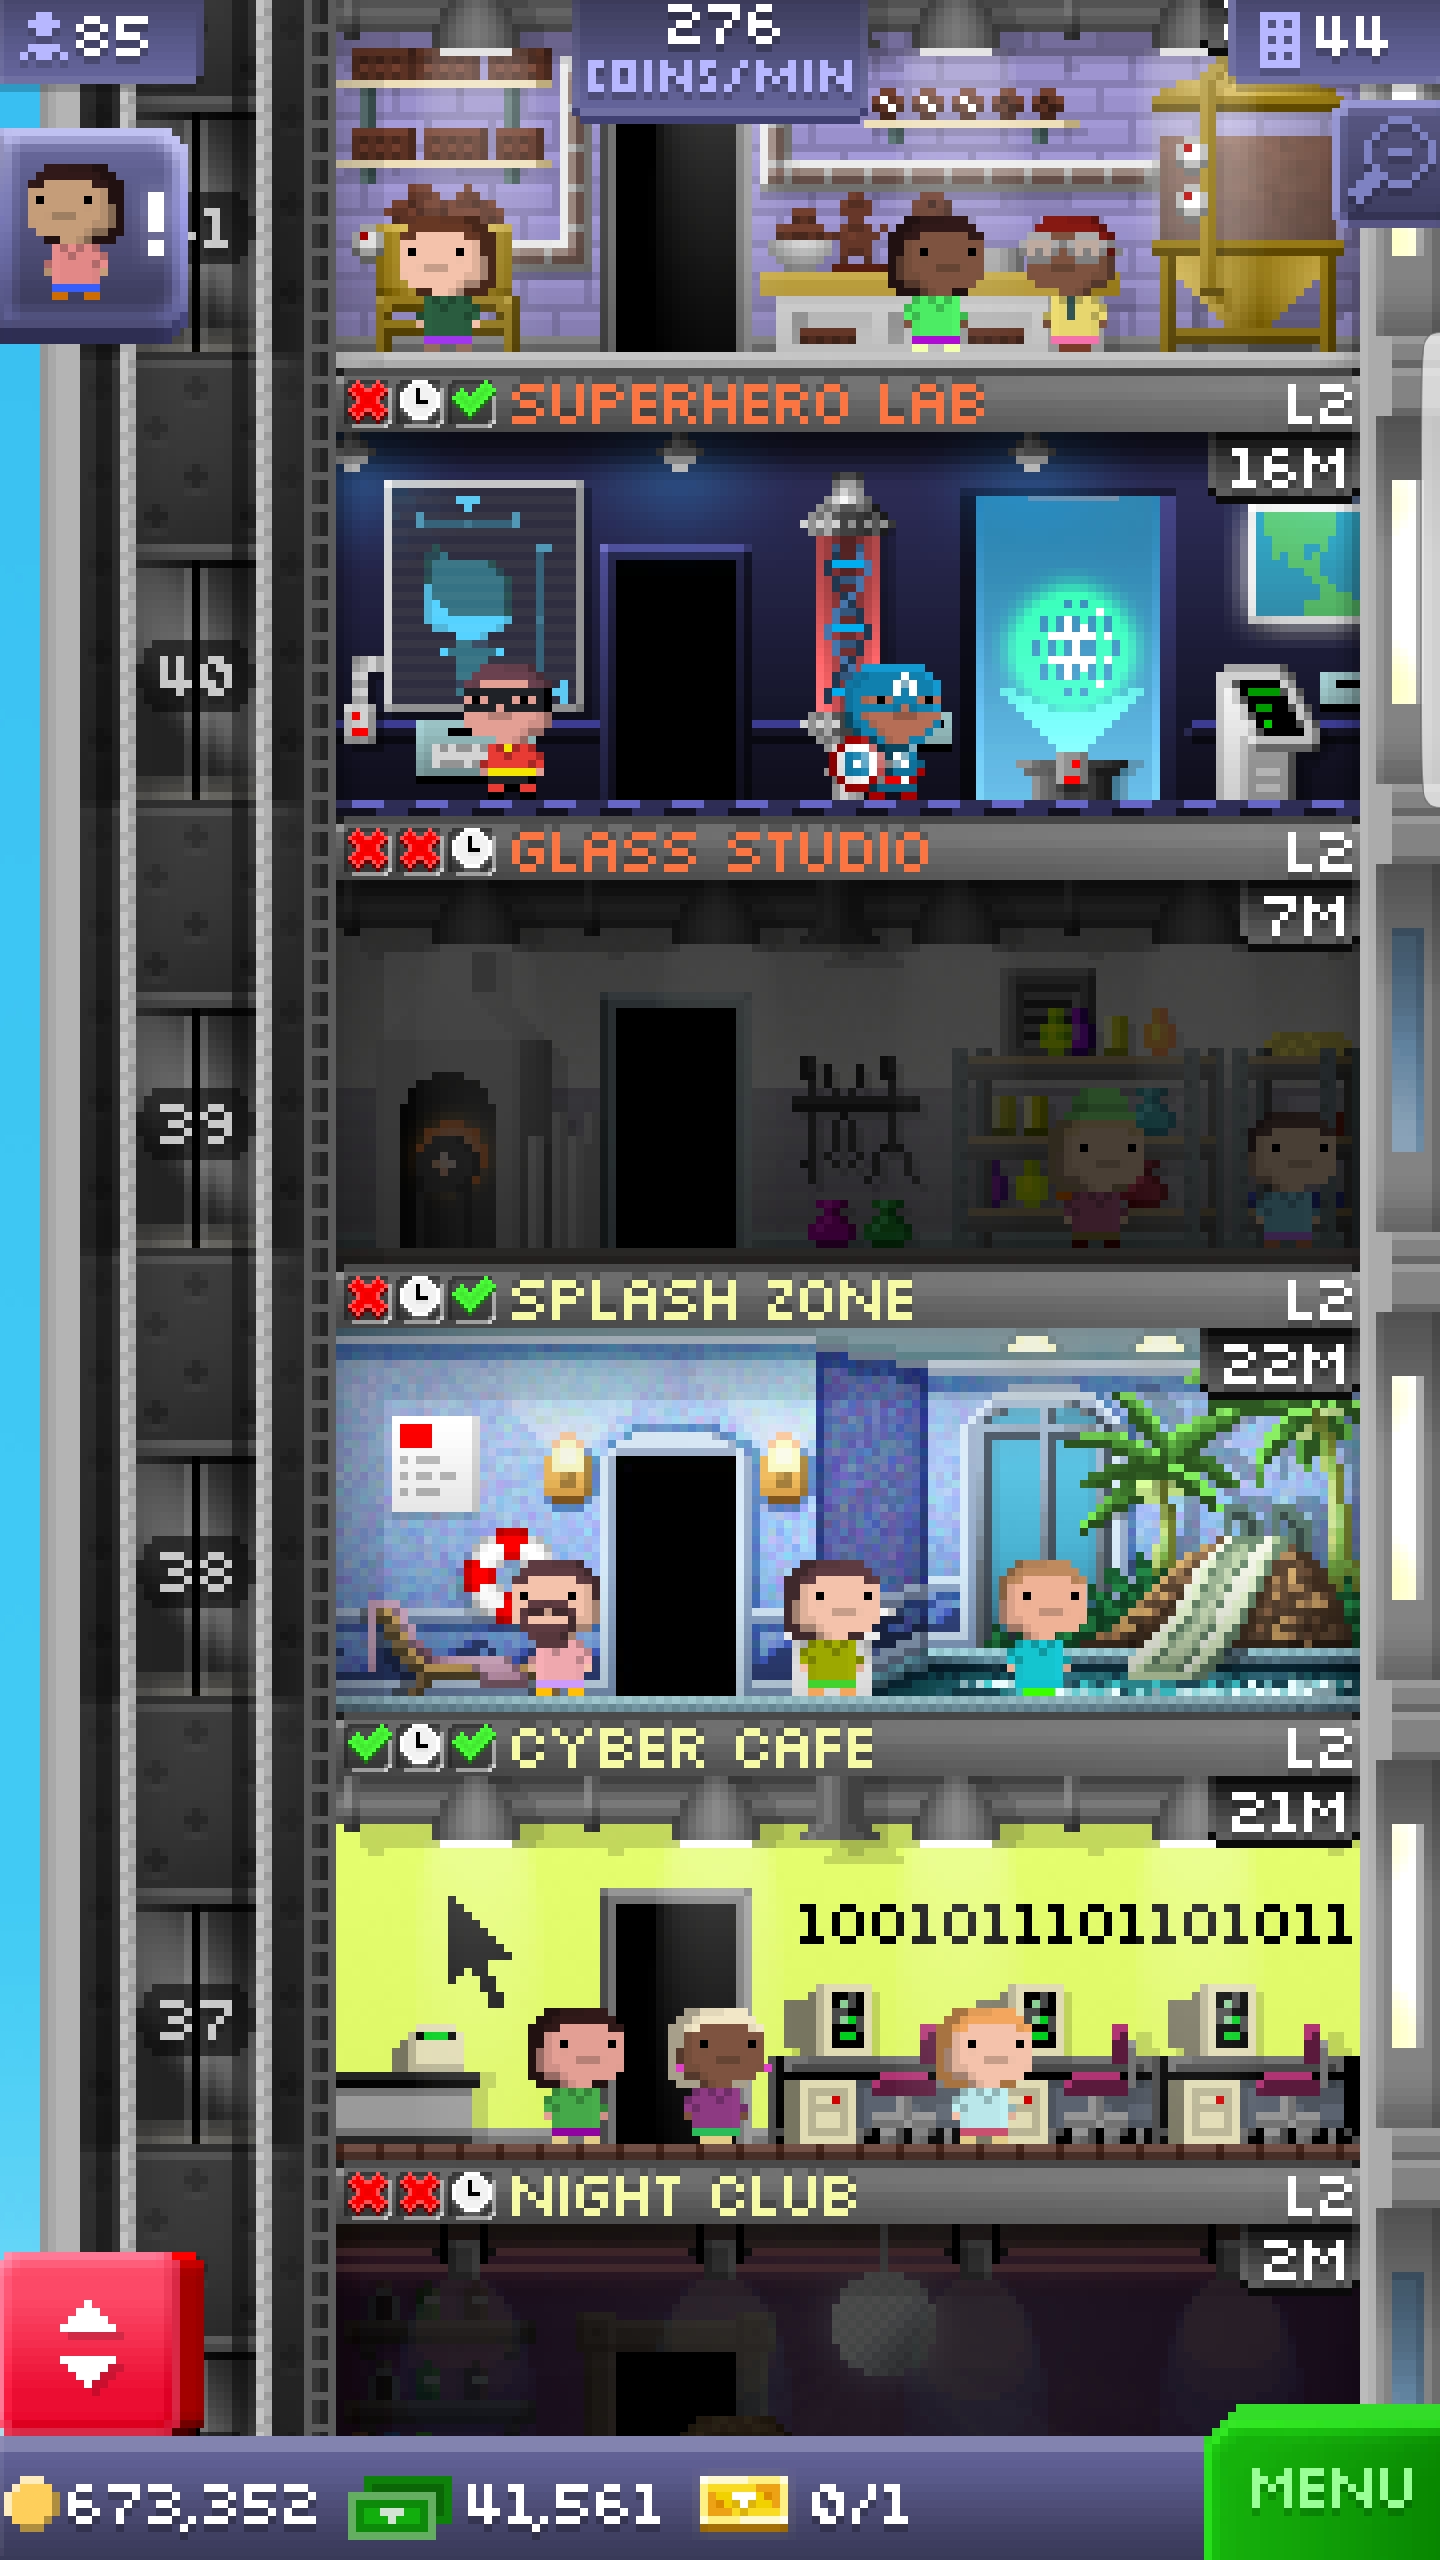 85
276
COINS/MIN
44
!
41
SUPERHERO LAB L2
16M
40
A
GLASS STUDIO L2
7M
39
SPLASH ZONE L2
22M
38
CYBER CAFE L2
21M
1001011101101011
37
NIGHT CLUB L2
2M
673,352 41,561 0/1
MENU